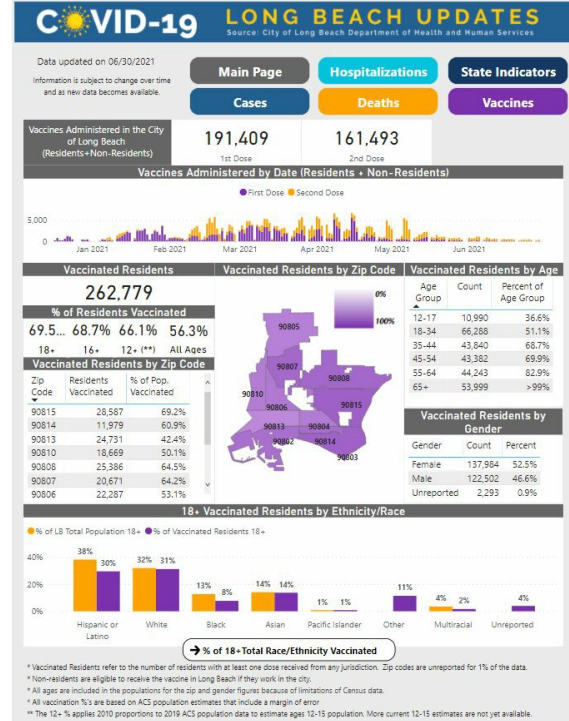 COVID-19 LONG BEACH UPDATES
Source: City of Long Beach Department of Health and Human Services
Data updated on 06/30/2021
Information is subject to change over time
and as new data becomes available.
Main Page Hospitalizations State Indicators
Cases Deaths Vaccines
Vaccines Administered in the City
of Long Beach
(Residents+Non-Residents)
191,409 161,493
1st Dose 2nd Dose
Vaccines Administered by Date (Residents + Non-Residents)
First Dose Second Dose
5,000
0
Jan 2021 Feb 2021 Mar 2021 Apr 2021 May 2021 Jun 2021
Vaccinated Residents
262,779
% of Residents Vaccinated
69.5... 68.7% 66.1% 56.3%
18+ 16+ 12+ (**) All Ages
Vaccinated Residents by Zip Code
Zip Code Residents Vaccinated % of Pop. Vaccinated
90815 28,587 69.2%
90814 11,979 60.9%
90813 24,731 42.4%
90810 18,669 50.1%
90808 25,386 64.5%
90807 20,671 64.2%
90806 22,287 53.1%
Vaccinated Residents by Zip Code
0%
100%
90805
90807
90808
90810
90806
90815
90813
90804
90802
90814
90803
Vaccinated Residents by Age
Age Group Count Percent of Age Group
12-17 10,990 36.6%
18-34 66,288 51.1%
35-44 43,840 68.7%
45-54 43,382 69.9%
55-64 44,243 82.9%
65+ 53,999 >99%
Vaccinated Residents by
Gender
Gender Count Percent
Female 137,984 52.5%
Male 122,502 46.6%
Unreported 2,293 0.9%
18+ Vaccinated Residents by Ethnicity/Race
% of LB Total Population 18+ % of Vaccinated Residents 18+
40%
20%
0%
38% 30% 32% 31% 13% 8% 14% 14% 1% 1% 11% 4% 2% 4%
Hispanic or Latino White Black Asian Pacific Islander Other Multiracial Unreported
→ % of 18+Total Race/Ethnicity Vaccinated
* Vaccinated Residents refer to the number of residents with at least one dose received from any jurisdiction. Zip codes are unreported for 1% of the data.
* Non-residents are eligible to receive the vaccine in Long Beach if they work in the city.
* All ages are included in the populations for the zip and gender figures because of limitations of Census data.
* All vaccination %'s are based on ACS population estimates that include a margin of error
** The 12+ % applies 2010 proportions to 2019 ACS population data to estimate ages 12-15 population. More current 12-15 estimates are not yet available.